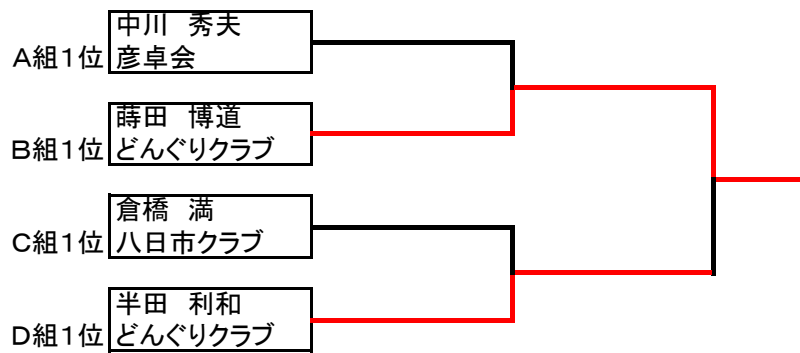 中川　秀夫
A組1位 彦卓会
蒔田　博道
B組1位 どんぐりクラブ
倉橋　満
C組1位 八日市クラブ
半田　利和
D組1位 どんぐりクラブ